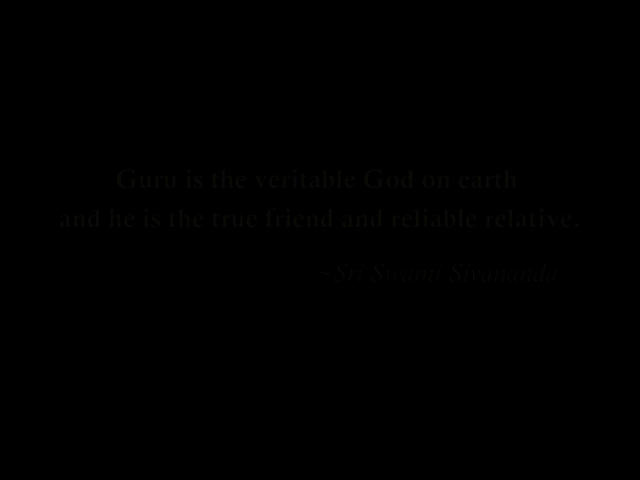 Guru is the veritable God on earth
and he is the true friend and reliable relative.
~Sri Swami Sivananda